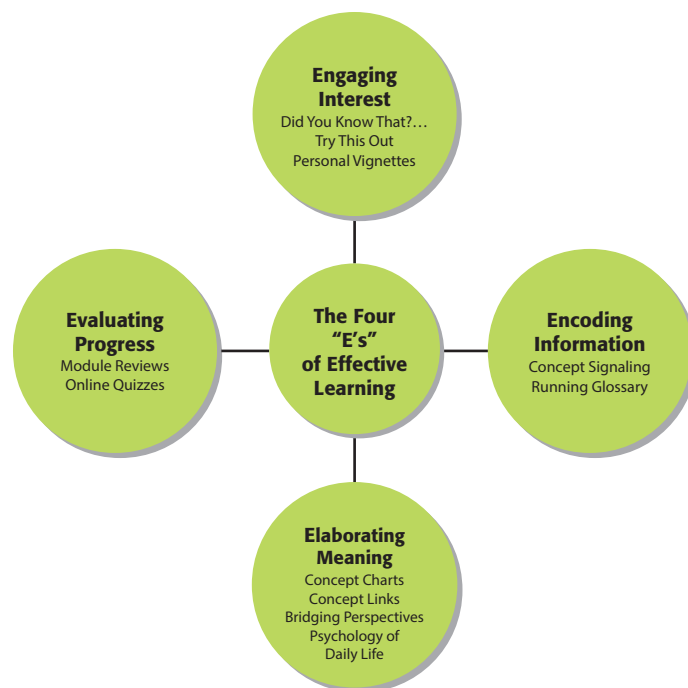 Engaging
Interest
Did You Know That?…
Try This Out
Personal Vignettes
Evaluating
Progress
Module Reviews
Online Quizzes
The Four
"E's"
of Effective
Learning
Encoding
Information
Concept Signaling
Running Glossary
Elaborating
Meaning
Concept Charts
Concept Links
Bridging Perspectives
Psychology of
Daily Life